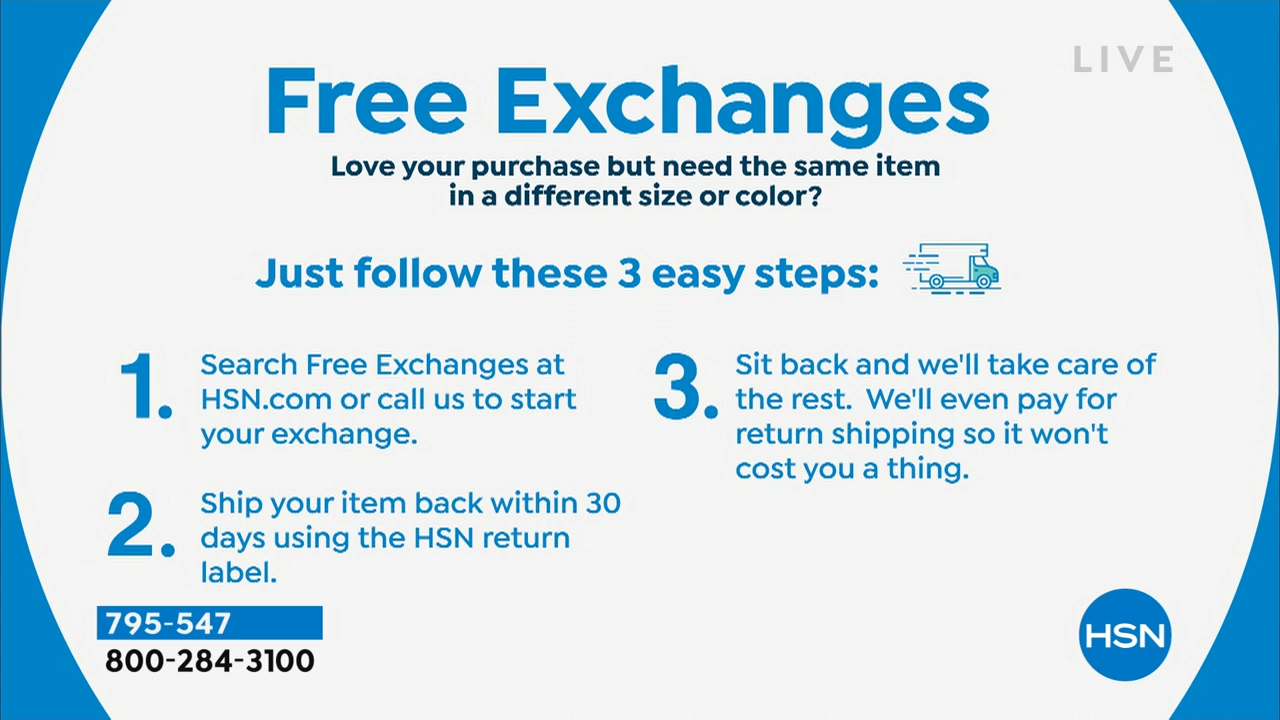 LIVE
Free Exchanges
Love your purchase but need the same item
in a different size or color?
Just follow these 3 easy steps:
1. Search Free Exchanges at
HSN.com or call us to start
your exchange.
2. Ship your item back within 30
days using the HSN return
label.
3. Sit back and we'll take care of
the rest. We'll even pay for
return shipping so it won't
cost you a thing.
795-547
800-284-3100
HSN